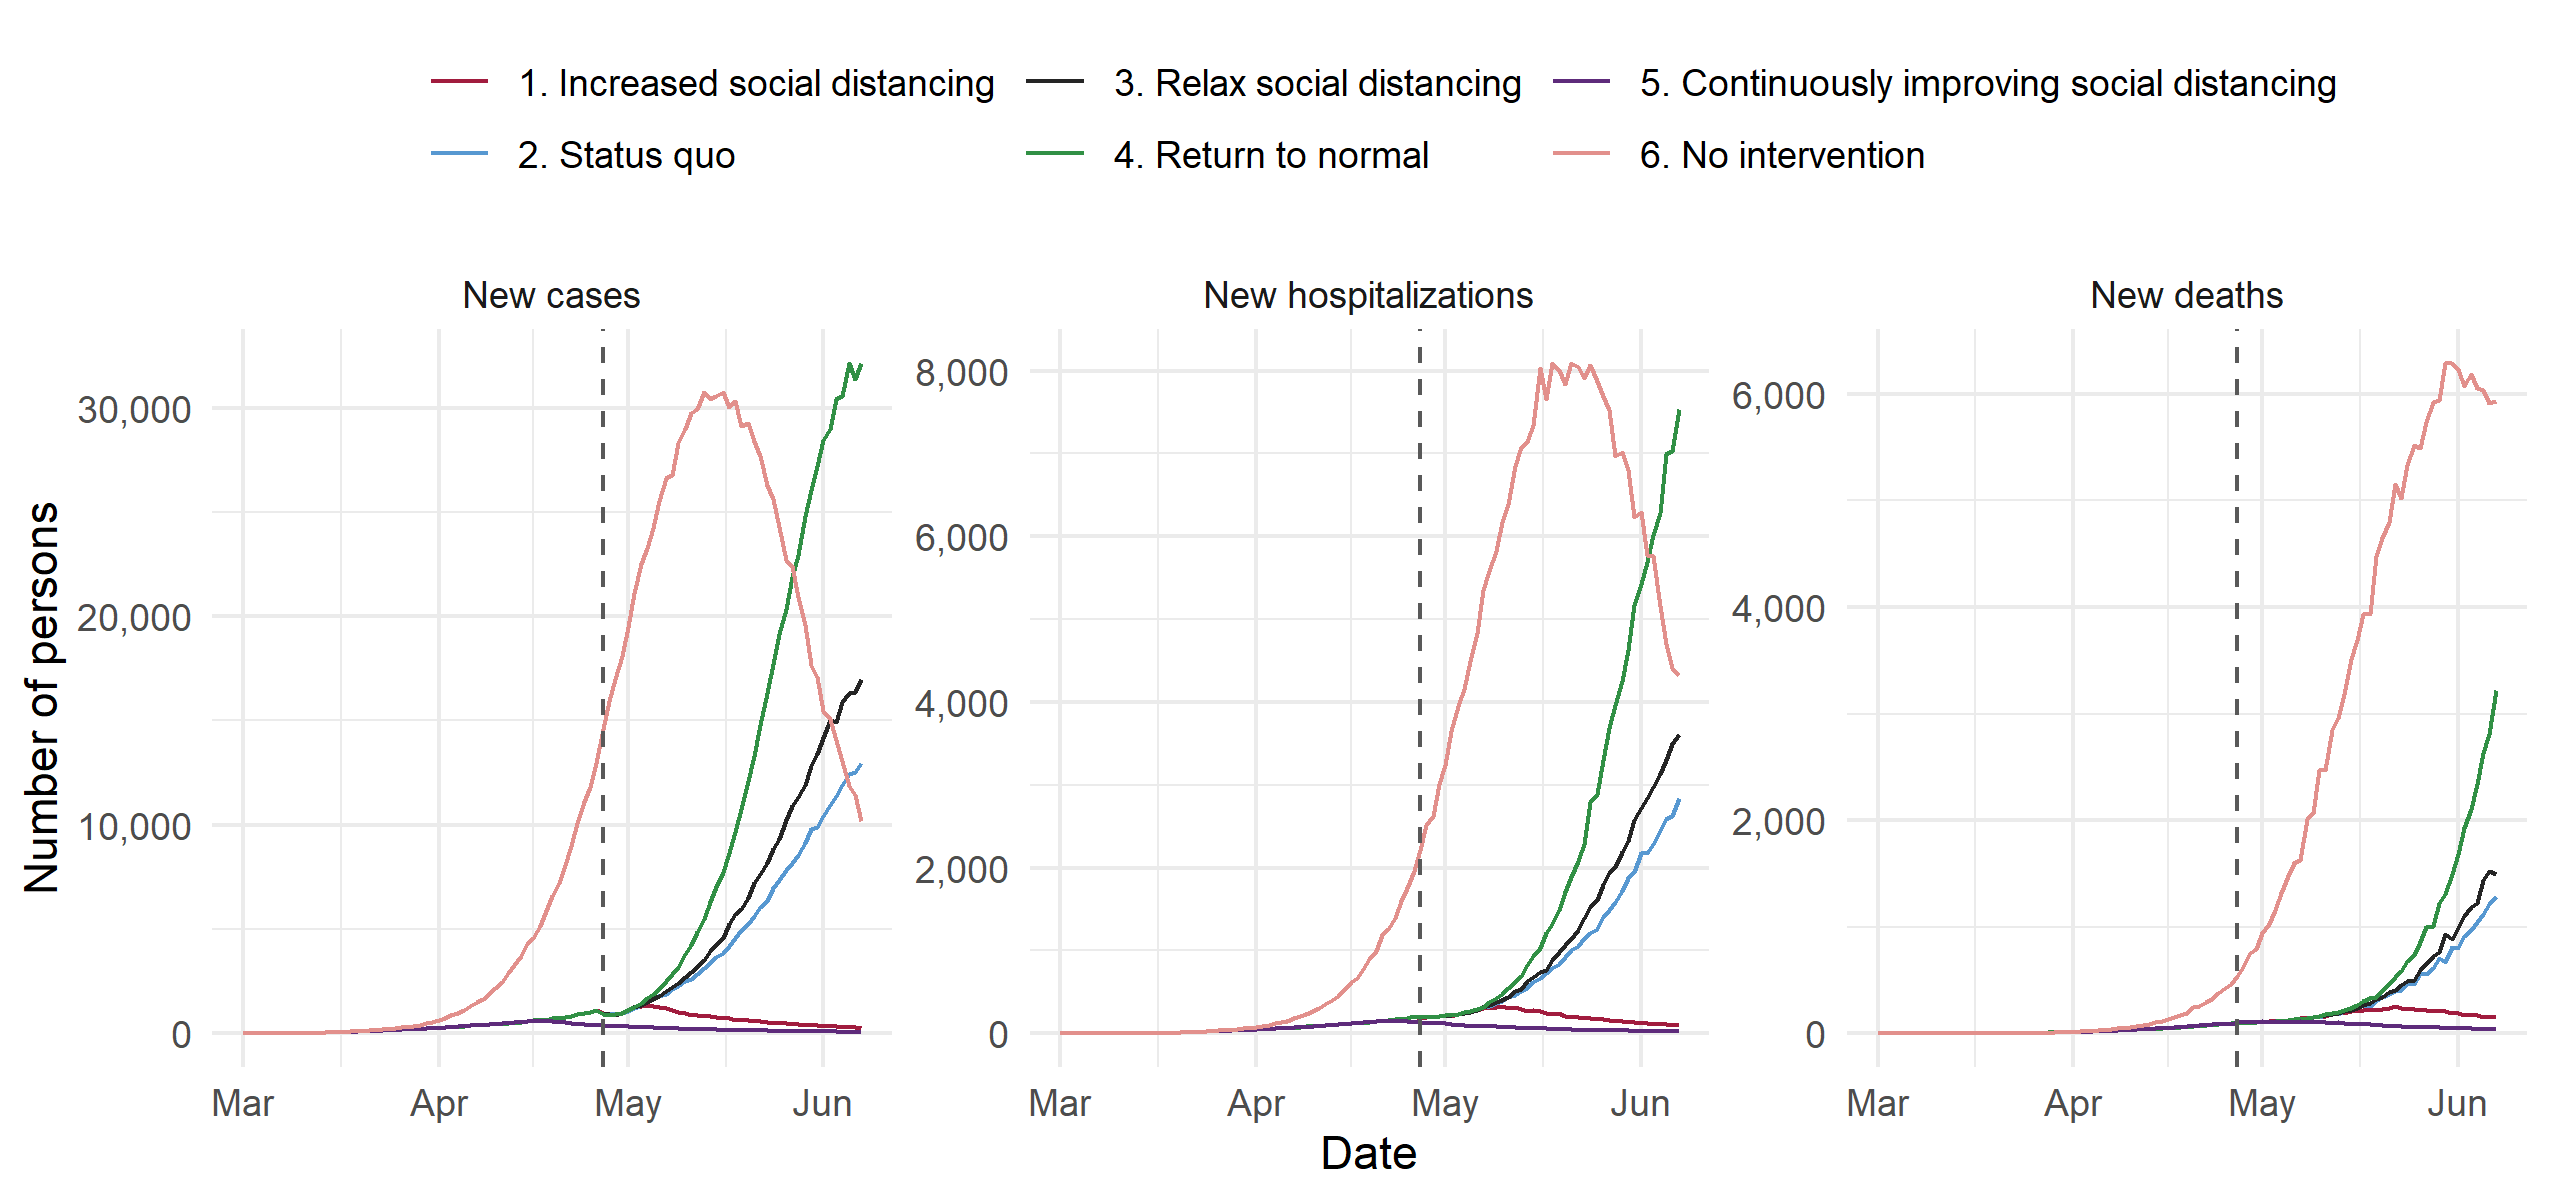 1. Increased social distancing 3. Relax social distancing 5. Continuously improving social distancing
2. Status quo 4. Return to normal 6. No intervention
New cases New hospitalizations New deaths
Number of persons
30,000
20,000
10,000
0
8,000
6,000
4,000
2,000
0
6,000
4,000
2,000
0
Mar Apr May Jun Mar Apr May Jun Mar Apr May Jun
Date